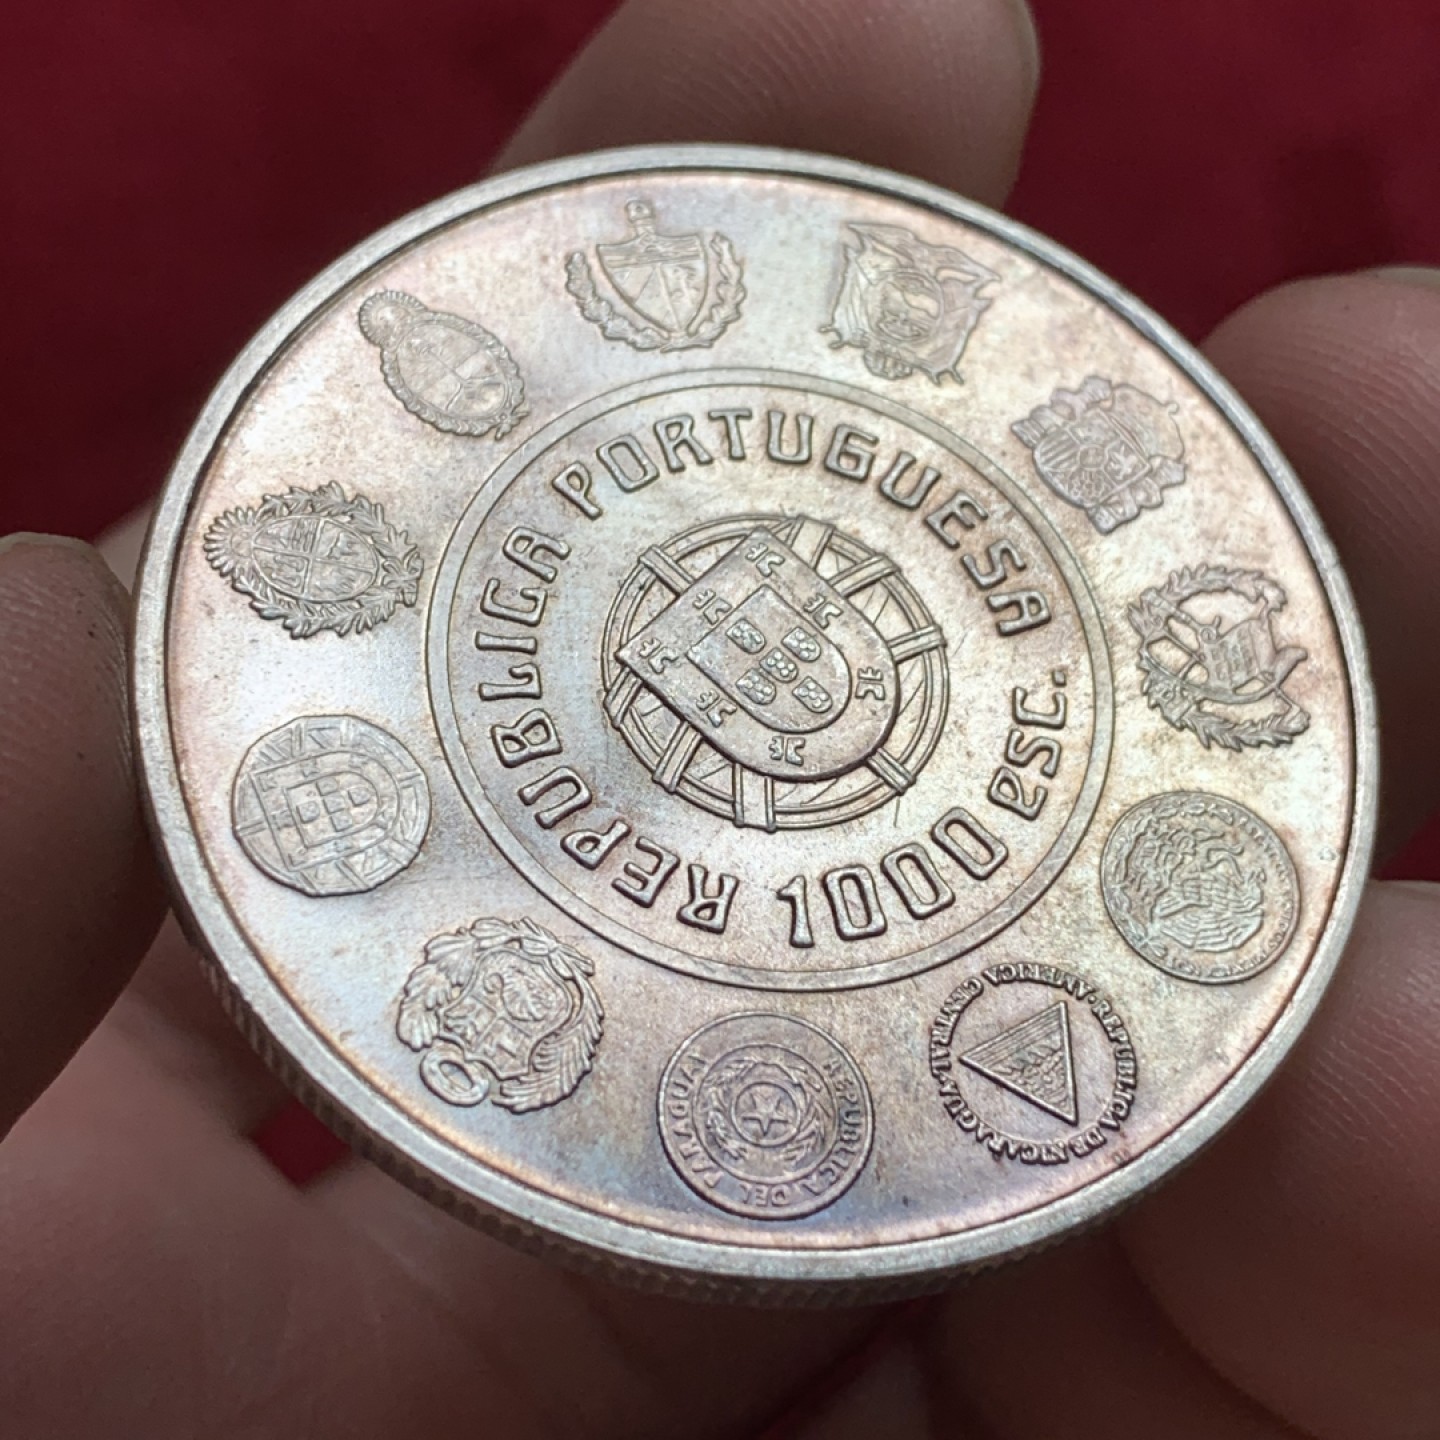 REPUBLICA PORTUGUESA
1000 esc.
AMERICA CENTRAL · REPUBLICA DE NICARAGUA
REPUBLICA DEL PARAGUAY